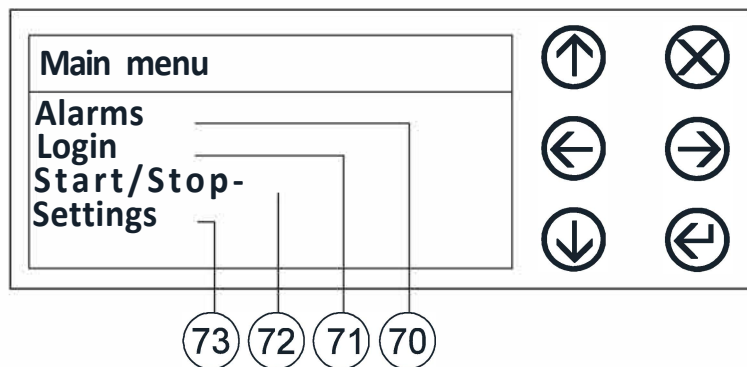 Main menu
Alarms
Login
Start/Stop-
Settings
73 72 71 70